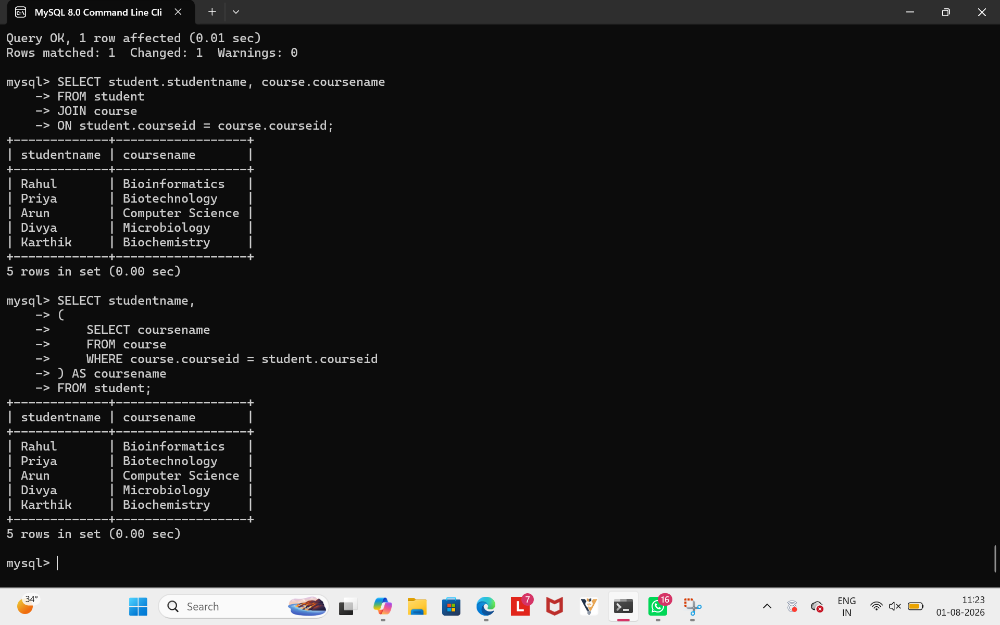 MySQL 8.0 Command Line Cli
Query OK, 1 row affected (0.01 sec)
Rows matched: 1  Changed: 1  Warnings: 0
mysql> SELECT student.studentname, course.coursename
    -> FROM student
    -> JOIN course
    -> ON student.courseid = course.courseid;
+-------------+------------------+
| studentname | coursename       |
+-------------+------------------+
| Rahul       | Bioinformatics   |
| Priya       | Biotechnology    |
| Arun        | Computer Science |
| Divya       | Microbiology     |
| Karthik     | Biochemistry     |
+-------------+------------------+
5 rows in set (0.00 sec)
mysql> SELECT studentname,
    -> (
    ->     SELECT coursename
    ->     FROM course
    ->     WHERE course.courseid = student.courseid
    -> ) AS coursename
    -> FROM student;
+-------------+------------------+
| studentname | coursename       |
+-------------+------------------+
| Rahul       | Bioinformatics   |
| Priya       | Biotechnology    |
| Arun        | Computer Science |
| Divya       | Microbiology     |
| Karthik     | Biochemistry     |
+-------------+------------------+
5 rows in set (0.00 sec)
mysql>
34°
Search
L 7
16
ENG
IN
11:23
01-08-2026